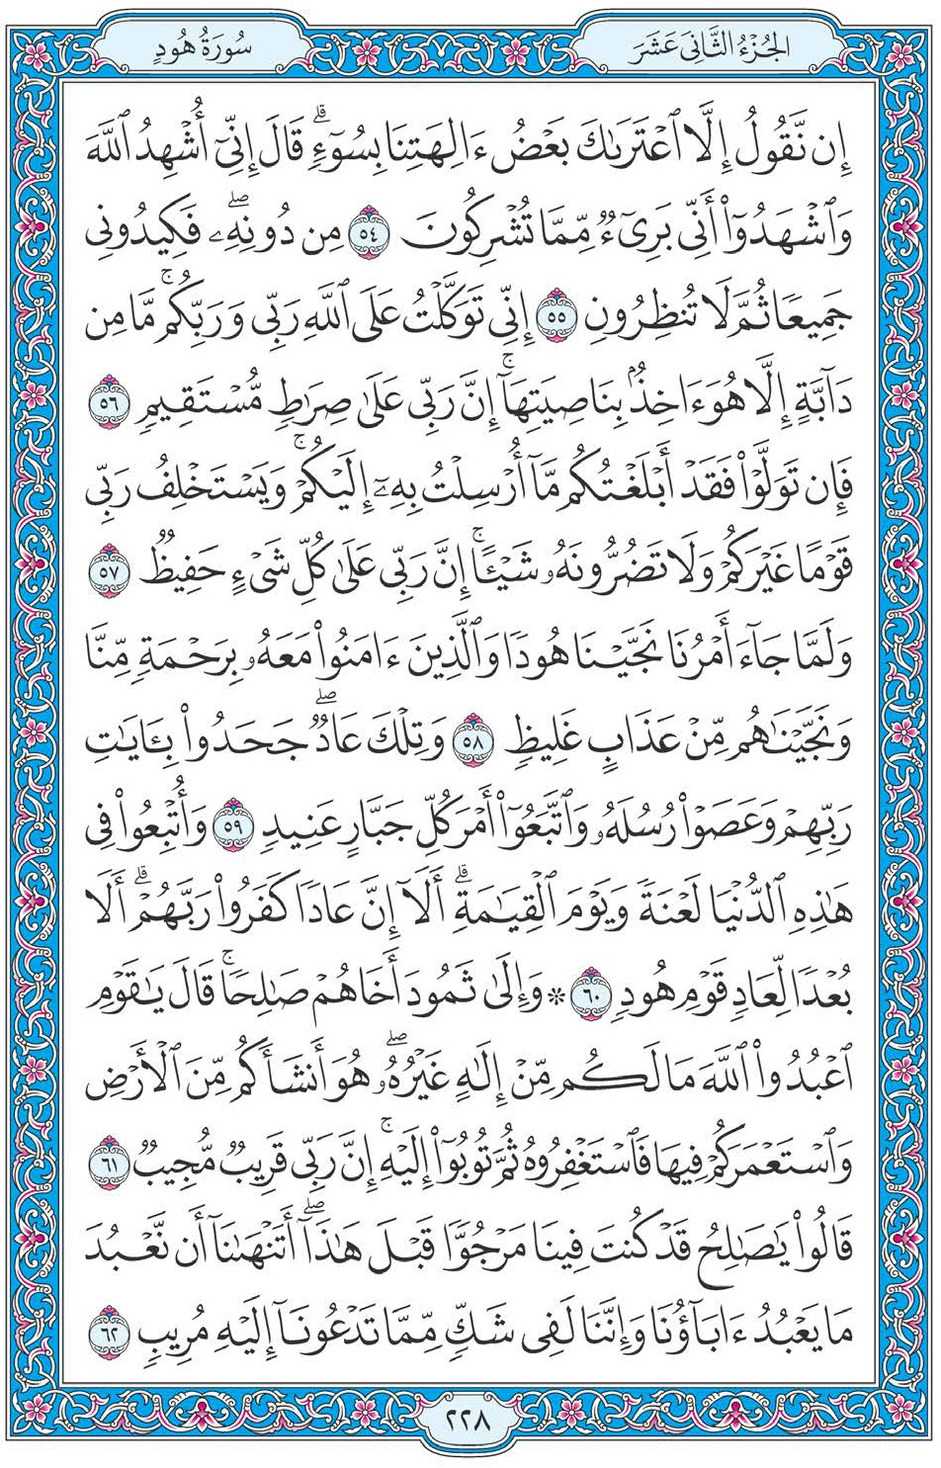 الجُزْءُ الثَّانِيَ عَشَرَ
سُورَةُ هُودٍ
إِن نَّقُولُ إِلَّا ٱعْتَرَىٰكَ بَعْضُ ءَالِهَتِنَا بِسُوٓءٍۗ قَالَ إِنِّيٓ أُشْهِدُ ٱللَّهَ
وَٱشْهَدُوٓا۟ أَنِّي بَرِيٓءٌ مِّمَّا تُشْرِكُونَ ٥٤ مِن دُونِهِۦۖ فَكِيدُونِي
جَمِيعًا ثُمَّ لَا تُنظِرُونِ ٥٥ إِنِّي تَوَكَّلْتُ عَلَى ٱللَّهِ رَبِّي وَرَبِّكُمۚ مَّا مِن
دَآبَّةٍ إِلَّا هُوَ ءَاخِذٌۢ بِنَاصِيَتِهَآۚ إِنَّ رَبِّي عَلَىٰ صِرَٰطٍ مُّسْتَقِيمٍ ٥٦
فَإِن تَوَلَّوْا۟ فَقَدْ أَبْلَغْتُكُم مَّآ أُرْسِلْتُ بِهِۦٓ إِلَيْكُمْۚ وَيَسْتَخْلِفُ رَبِّي
قَوْمًا غَيْرَكُمْ وَلَا تَضُرُّونَهُۥ شَيْـًٔاۚ إِنَّ رَبِّي عَلَىٰ كُلِّ شَيْءٍ حَفِيظٌ ٥٧
وَلَمَّا جَآءَ أَمْرُنَا نَجَّيْنَا هُودًا وَٱلَّذِينَ ءَامَنُوا۟ مَعَهُۥ بِرَحْمَةٍ مِّنَّا
وَنَجَّيْنَٰهُم مِّنْ عَذَابٍ غَلِيظٍ ٥٨ وَتِلْكَ عَادٌۖ جَحَدُوا۟ بِـَٔايَٰتِ
رَبِّهِمْ وَعَصَوْا۟ رُسُلَهُۥ وَٱتَّبَعُوٓا۟ أَمْرَ كُلِّ جَبَّارٍ عَنِيدٍ ٥٩ وَأُتْبِعُوا۟ فِي
هَٰذِهِ ٱلدُّنْيَا لَعْنَةً وَيَوْمَ ٱلْقِيَٰمَةِۗ أَلَآ إِنَّ عَادًا كَفَرُوا۟ رَبَّهُمْۗ أَلَا
بُعْدًا لِّعَادٍ قَوْمِ هُودٍ ٦٠ ۞ وَإِلَىٰ ثَمُودَ أَخَاهُمْ صَٰلِحًاۚ قَالَ يَٰقَوْمِ
ٱعْبُدُوا۟ ٱللَّهَ مَا لَكُم مِّنْ إِلَٰهٍ غَيْرُهُۥۖ هُوَ أَنشَأَكُم مِّنَ ٱلْأَرْضِ
وَٱسْتَعْمَرَكُمْ فِيهَا فَٱسْتَغْفِرُوهُ ثُمَّ تُوبُوٓا۟ إِلَيْهِۚ إِنَّ رَبِّي قَرِيبٌ مُّجِيبٌ ٦١
قَالُوا۟ يَٰصَٰلِحُ قَدْ كُنتَ فِينَا مَرْجُوًّا قَبْلَ هَٰذَآۖ أَتَنْهَىٰنَآ أَن نَّعْبُدَ
مَا يَعْبُدُ ءَابَآؤُنَا وَإِنَّنَا لَفِي شَكٍّ مِّمَّا تَدْعُونَآ إِلَيْهِ مُرِيبٍ ٦٢
٢٢٨